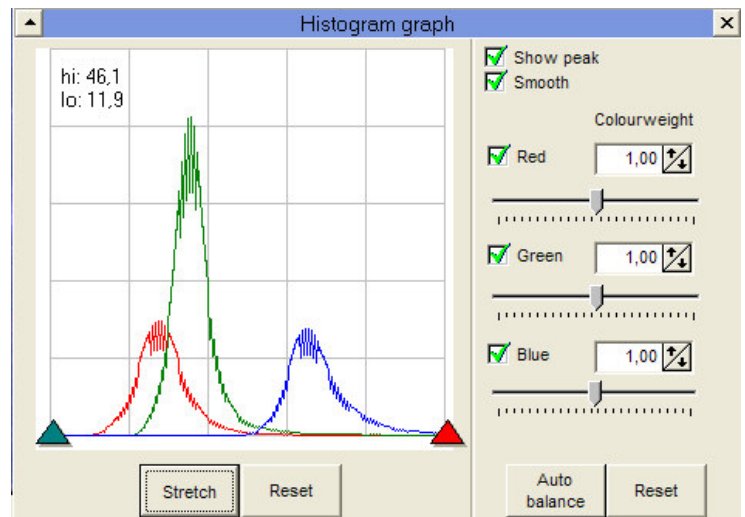 Histogram graph
hi: 46,1
lo: 11,9
Show peak
Smooth
Colourweight
Red 1,00
Green 1,00
Blue 1,00
Stretch Reset
Auto balance Reset